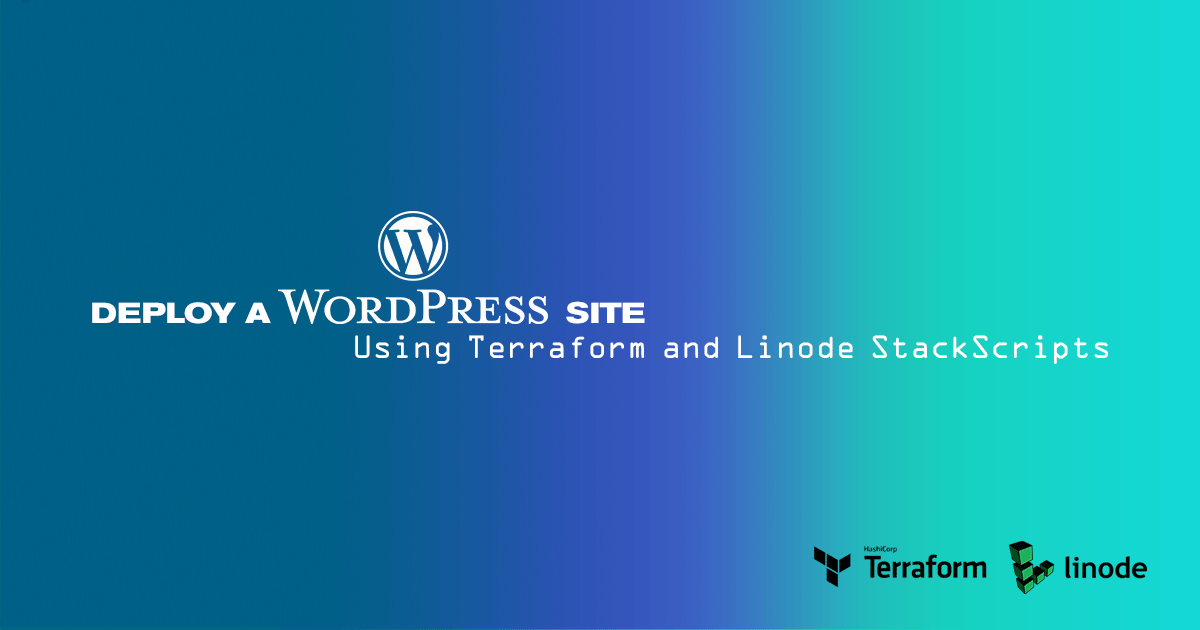 DEPLOY A WORDPRESS SITE
Using Terraform and Linode StackScripts
HashiCorp
Terraform
linode